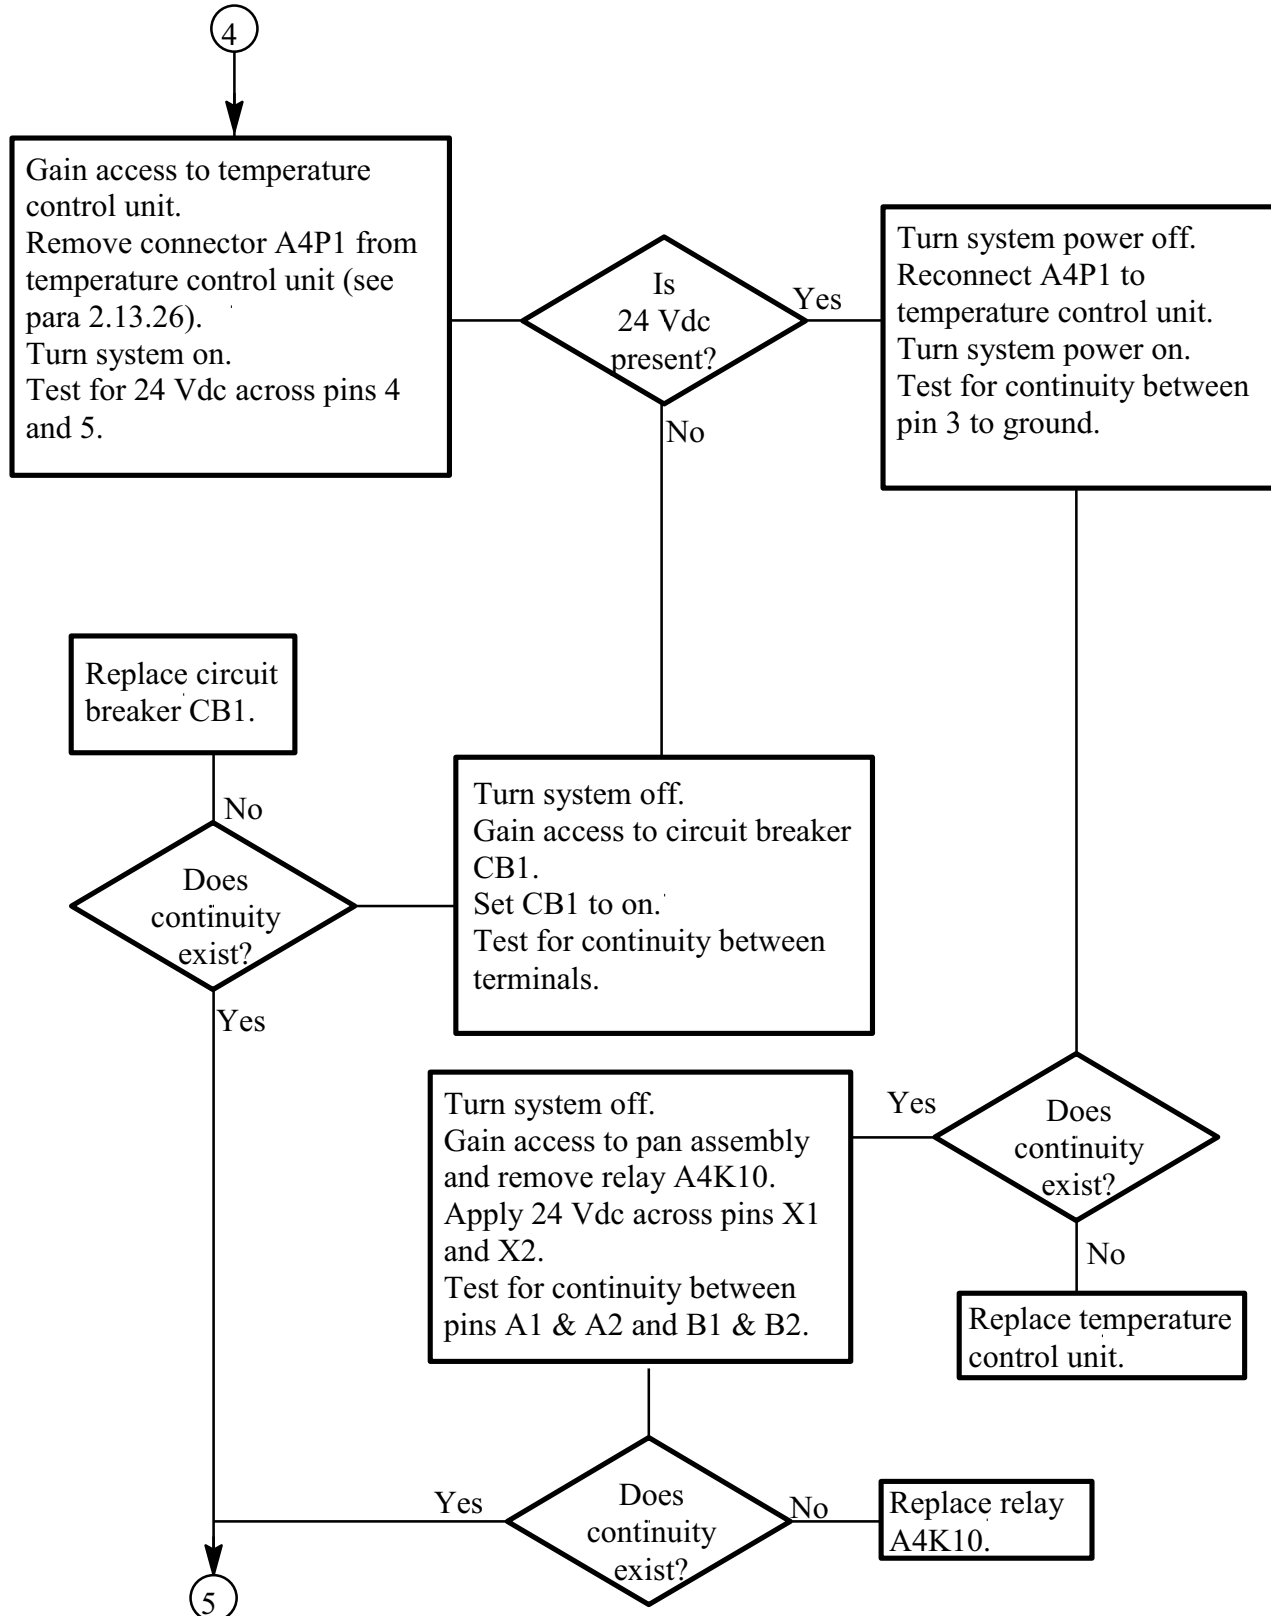 4
Gain access to temperature
control unit.
Remove connector A4P1 from
temperature control unit (see
para 2.13.26).
Turn system on.
Test for 24 Vdc across pins 4
and 5.
Is
24 Vdc
present?
Yes
No
Turn system power off.
Reconnect A4P1 to
temperature control unit.
Turn system power on.
Test for continuity between
pin 3 to ground.
Replace circuit
breaker CB1.
No
Does
continuity
exist?
Yes
Turn system off.
Gain access to circuit breaker
CB1.
Set CB1 to on.
Test for continuity between
terminals.
Turn system off.
Gain access to pan assembly
and remove relay A4K10.
Apply 24 Vdc across pins X1
and X2.
Test for continuity between
pins A1 & A2 and B1 & B2.
Yes
Does
continuity
exist?
No
Replace temperature
control unit.
Yes
Does
continuity
exist?
No
Replace relay
A4K10.
5